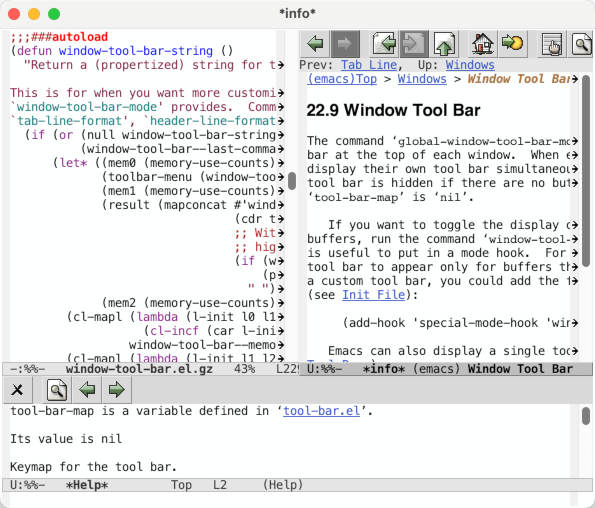 *info*
;;;###autoload
(defun window-tool-bar-string ()
"Return a (propertized) string for t
This is for when you want more customi
`window-tool-bar-mode' provides.  Comm
`tab-line-format', `header-line-format
(if (or (null window-tool-bar-string
(window-tool-bar--last-comma
(let* ((mem0 (memory-use-counts)
(toolbar-menu (window-too
(mem1 (memory-use-counts)
(result (mapconcat #'wind
(cdr t
;; Wit
;; hig
(if (w
(p
" ")
(mem2 (memory-use-counts)
(cl-mapl (lambda (l-init l0 l1
(cl-incf (car l-ini
window-tool-bar--memo
(cl-mapl (lambda (l-init l1 l2
-:%%-  window-tool-bar.el.gz  43%  L229
Prev: Tab Line,  Up: Windows
(emacs)Top > Windows > Window Tool Bar
22.9 Window Tool Bar
The command ‘global-window-tool-bar-mo
bar at the top of each window.  When e
display their own tool bar simultaneou
tool bar is hidden if there are no but
‘tool-bar-map’ is ‘nil’.
If you want to toggle the display o
buffers, run the command ‘window-tool-
is useful to put in a mode hook.  For
tool bar to appear only for buffers th
a custom tool bar, you could add the f
(see Init File):
(add-hook 'special-mode-hook 'win
Emacs can also display a single too
U:%%-  *info* (emacs) Window Tool Bar
tool-bar-map is a variable defined in ‘tool-bar.el’.
Its value is nil
Keymap for the tool bar.
U:%%-  *Help*  Top  L2  (Help)